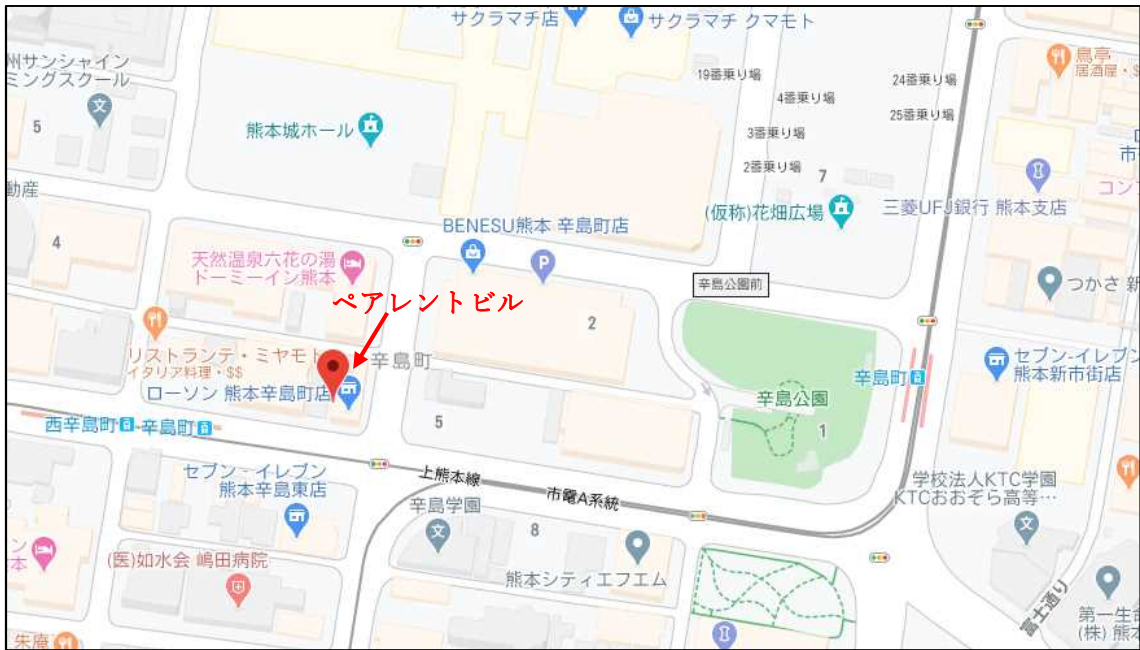 サクラマチ店
サクラマチ クマモト
州サンシャイン
ミングスクール
5
熊本城ホール
19番乗り場
4番乗り場
3番乗り場
2番乗り場
24番乗り場
25番乗り場
7
鳥亭
居酒屋・$
市
コン
三菱UFJ銀行 熊本支店
(仮称)花畑広場
動産
4
BENESU熊本 辛島町店
P
天然温泉六花の湯
ドーミーイン熊本
ペアレントビル
辛島公園前
つかさ 新
2
リストランテ・ミヤモト
イタリア料理・$$
辛島町
ローソン 熊本辛島町店
セブン-イレブン
熊本新市街店
辛島町
辛島公園
1
西辛島町
辛島町
5
上熊本線
市電A系統
セブン - イレブン
熊本辛島東店
辛島学園
8
学校法人KTC学園
KTCおおぞら高等…
ン
本
(医)如水会 嶋田病院
熊本シティエフエム
富士通り
第一生
(株) 熊本
朱庵